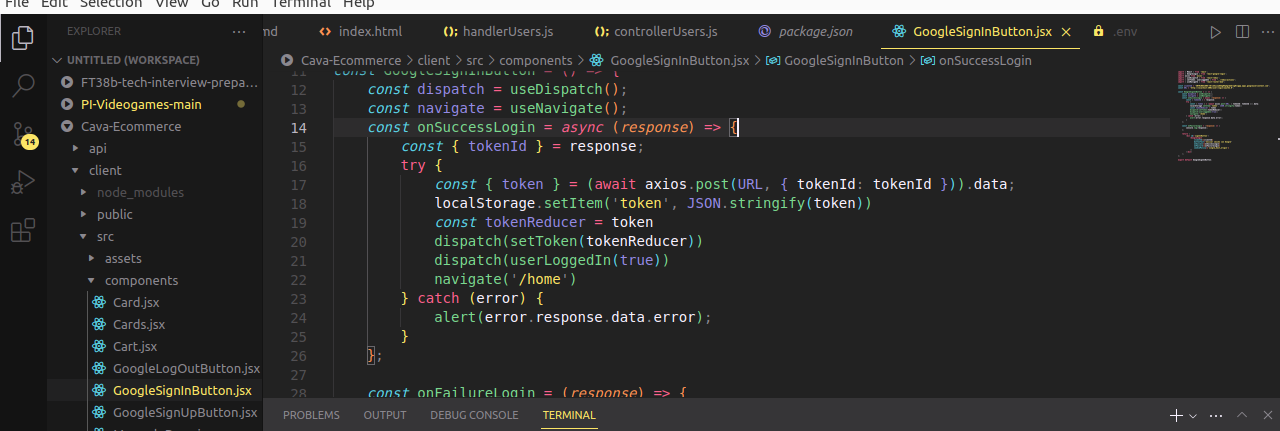 File Edit Selection View Go Run Terminal Help
EXPLORER ···
UNTITLED (WORKSPACE)
FT38b-tech-interview-prepa...
PI-Videogames-main
Cava-Ecommerce
api
client
node_modules
public
src
assets
components
Card.jsx
Cards.jsx
Cart.jsx
GoogleLogOutButton.jsx
GoogleSignInButton.jsx
GoogleSignUpButton.jsx
14
md index.html handlerUsers.js controllerUsers.js package.json GoogleSignInButton.jsx .env
Cava-Ecommerce > client > src > components > GoogleSignInButton.jsx > GoogleSignInButton > onSuccessLogin
11 const GoogleSignInButton = () => {
12 const dispatch = useDispatch();
13 const navigate = useNavigate();
14 const onSuccessLogin = async (response) => {
15 const { tokenId } = response;
16 try {
17 const { token } = (await axios.post(URL, { tokenId: tokenId })).data;
18 localStorage.setItem('token', JSON.stringify(token))
19 const tokenReducer = token
20 dispatch(setToken(tokenReducer))
21 dispatch(userLoggedIn(true))
22 navigate('/home')
23 } catch (error) {
24 alert(error.response.data.error);
25 }
26 };
27
28 const onFailureLogin = (response) => {
PROBLEMS OUTPUT DEBUG CONSOLE TERMINAL